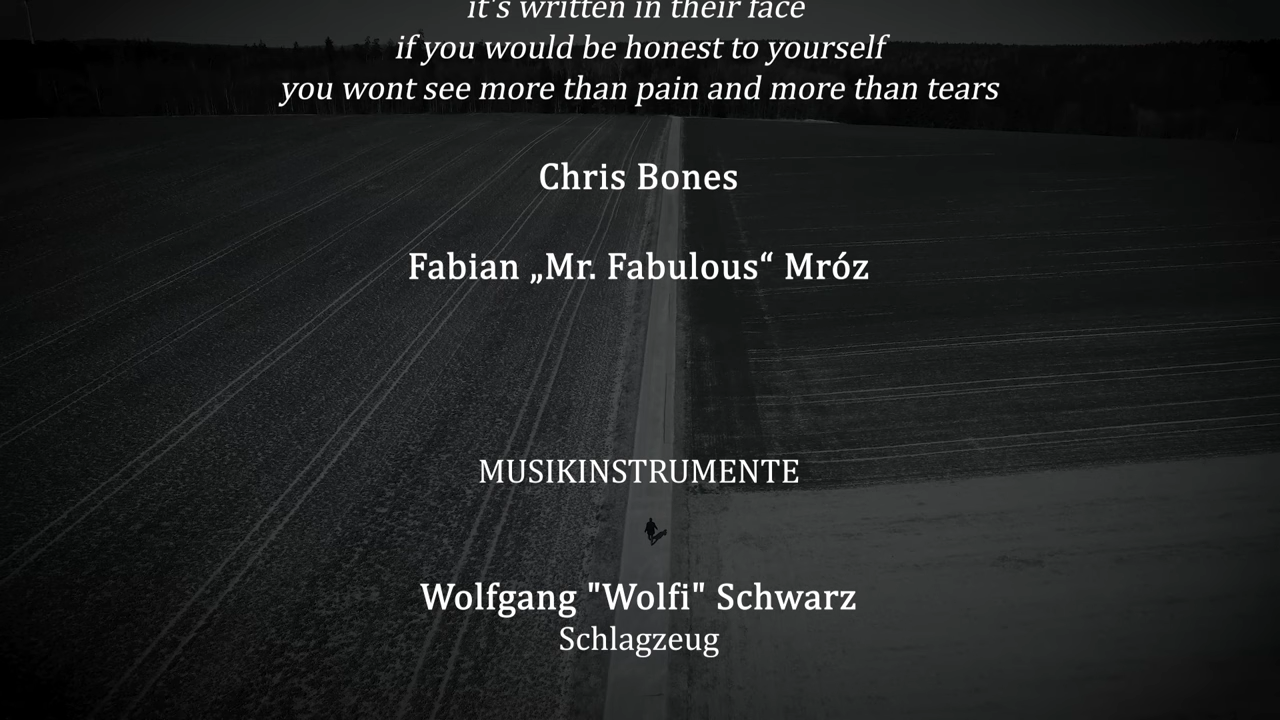 it's written in their face
if you would be honest to yourself
you wont see more than pain and more than tears
Chris Bones
Fabian „Mr. Fabulous“ Mróz
MUSIKINSTRUMENTE
Wolfgang "Wolfi" Schwarz
Schlagzeug